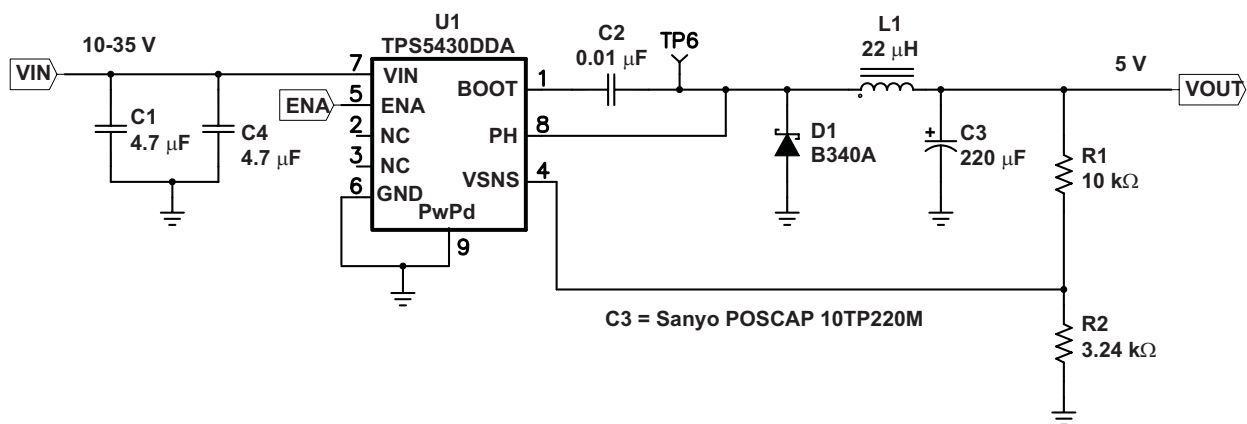 U1
TPS5430DDA
10-35 V
VIN
C1
4.7 μF
C4
4.7 μF
ENA
7
5
2
3
6
VIN
ENA
NC
NC
GND
BOOT
PH
VSNS
PwPd
1
8
4
9
C2
0.01 μF
TP6
L1
22 μH
5 V
VOUT
D1
B340A
+
C3
220 μF
R1
10 kΩ
C3 = Sanyo POSCAP 10TP220M
R2
3.24 kΩ